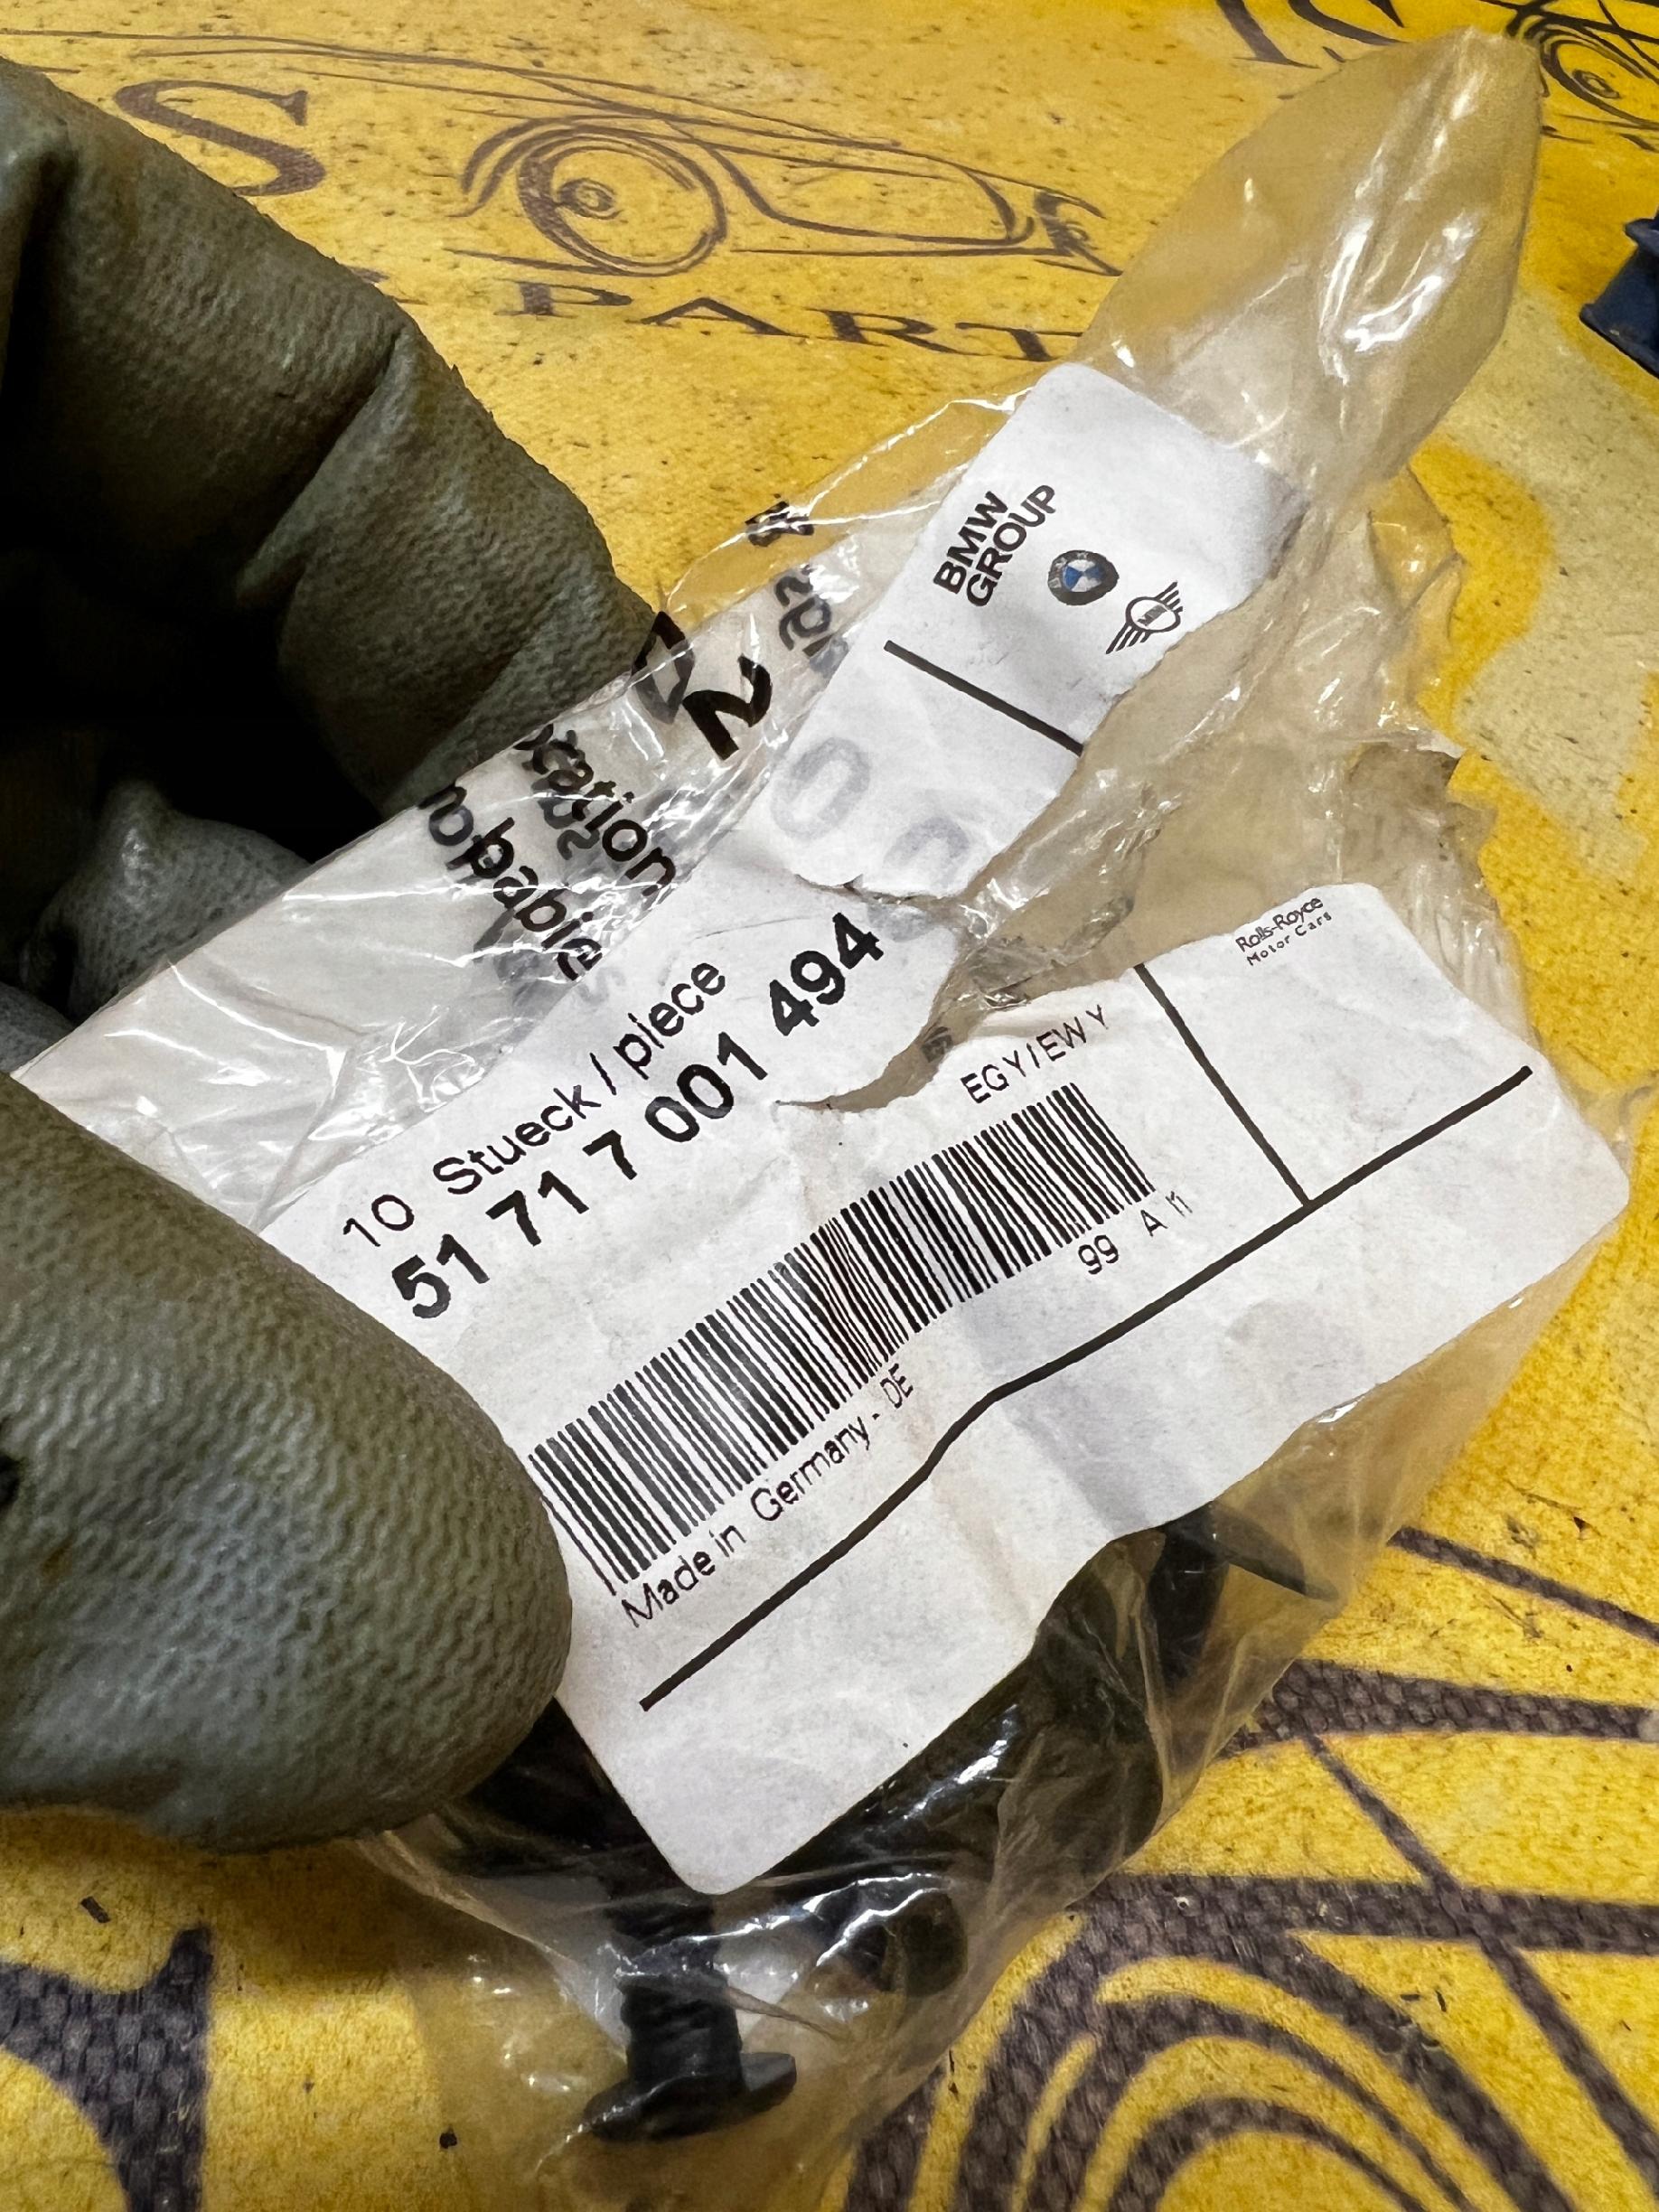 S
PART
BMW
GROUP
10 Stueck / piece
51 71 7 001 494
EGY/EWY
99 A
Made in Germany - DE
Rolls-Royce
Motor Cars